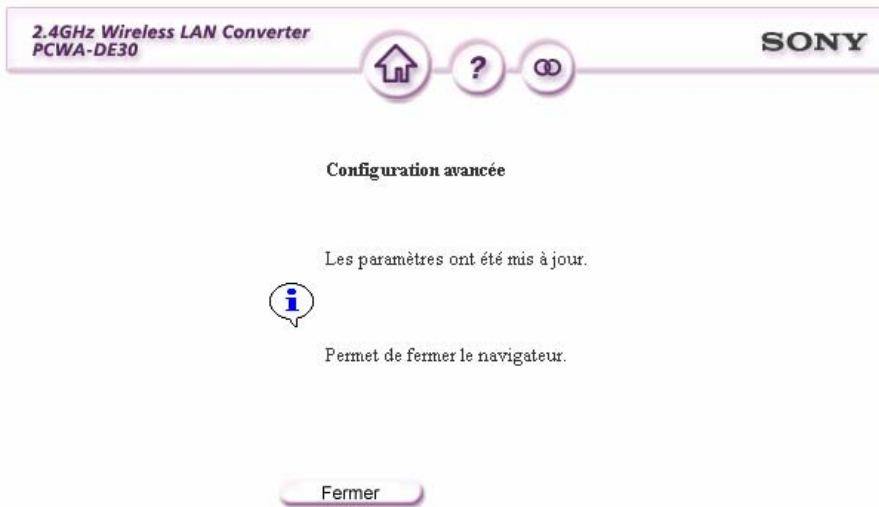 2.4GHz Wireless LAN Converter
PCWA-DE30
SONY
?
Configuration avancée
Les paramètres ont été mis à jour.
i
Permet de fermer le navigateur.
Fermer